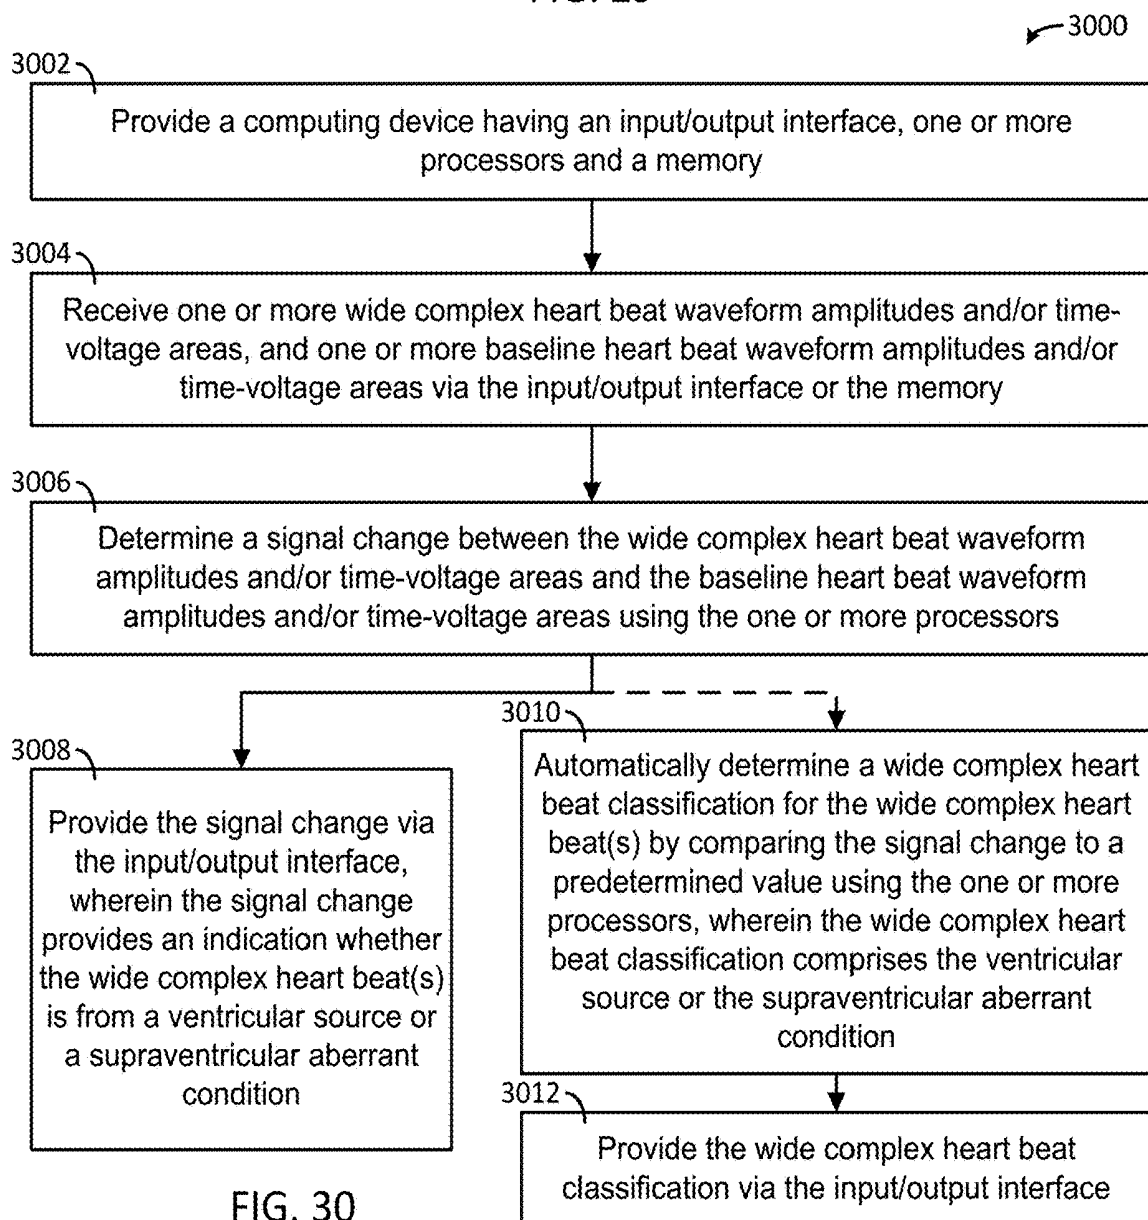 3000
3002
Provide a computing device having an input/output interface, one or more
processors and a memory
3004
Receive one or more wide complex heart beat waveform amplitudes and/or time-
voltage areas, and one or more baseline heart beat waveform amplitudes and/or
time-voltage areas via the input/output interface or the memory
3006
Determine a signal change between the wide complex heart beat waveform
amplitudes and/or time-voltage areas and the baseline heart beat waveform
amplitudes and/or time-voltage areas using the one or more processors
3008
Provide the signal change via
the input/output interface,
wherein the signal change
provides an indication whether
the wide complex heart beat(s)
is from a ventricular source or
a supraventricular aberrant
condition
3010
Automatically determine a wide complex heart
beat classification for the wide complex heart
beat(s) by comparing the signal change to a
predetermined value using the one or more
processors, wherein the wide complex heart
beat classification comprises the ventricular
source or the supraventricular aberrant
condition
3012
Provide the wide complex heart beat
classification via the input/output interface
FIG. 30